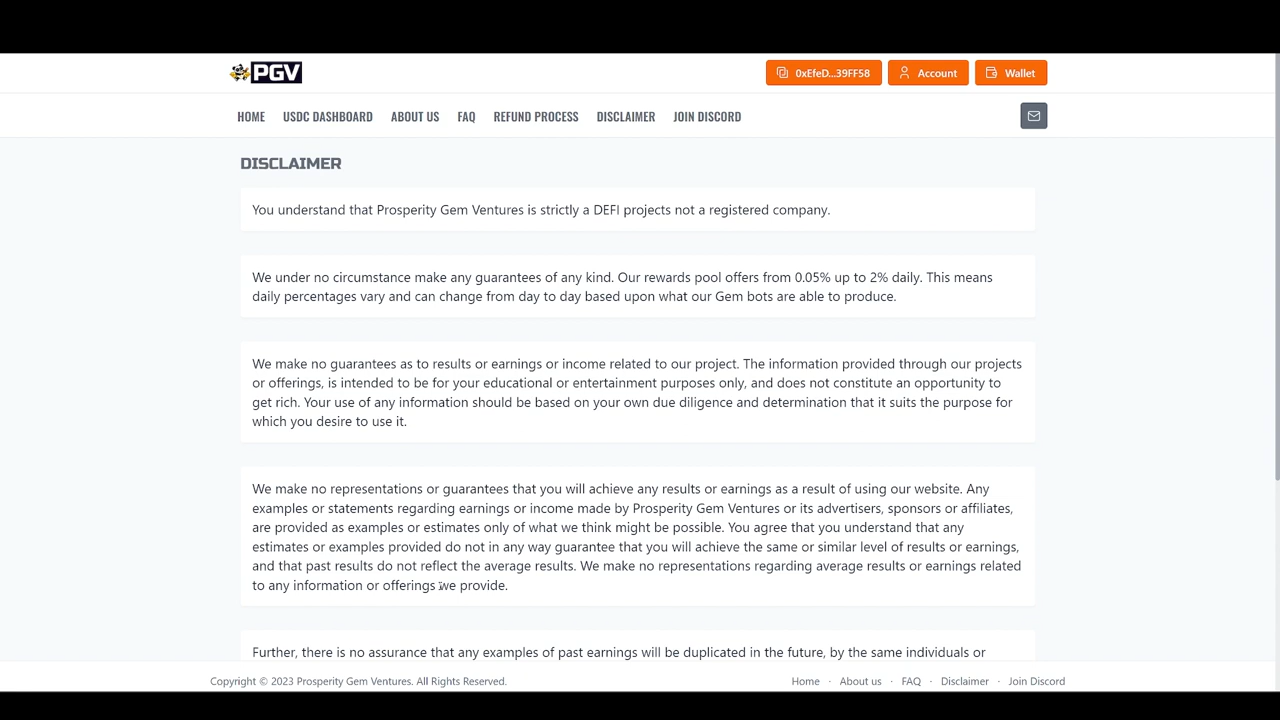 PGV
0xEfeD...39FF58
Account
Wallet
HOME
USDC DASHBOARD
ABOUT US
FAQ
REFUND PROCESS
DISCLAIMER
JOIN DISCORD
DISCLAIMER
You understand that Prosperity Gem Ventures is strictly a DEFI projects not a registered company.
We under no circumstance make any guarantees of any kind. Our rewards pool offers from 0.05% up to 2% daily. This means
daily percentages vary and can change from day to day based upon what our Gem bots are able to produce.
We make no guarantees as to results or earnings or income related to our project. The information provided through our projects
or offerings, is intended to be for your educational or entertainment purposes only, and does not constitute an opportunity to
get rich. Your use of any information should be based on your own due diligence and determination that it suits the purpose for
which you desire to use it.
We make no representations or guarantees that you will achieve any results or earnings as a result of using our website. Any
examples or statements regarding earnings or income made by Prosperity Gem Ventures or its advertisers, sponsors or affiliates,
are provided as examples or estimates only of what we think might be possible. You agree that you understand that any
estimates or examples provided do not in any way guarantee that you will achieve the same or similar level of results or earnings,
and that past results do not reflect the average results. We make no representations regarding average results or earnings related
to any information or offerings we provide.
Further, there is no assurance that any examples of past earnings will be duplicated in the future, by the same individuals or
Copyright © 2023 Prosperity Gem Ventures. All Rights Reserved.
Home · About us · FAQ · Disclaimer · Join Discord